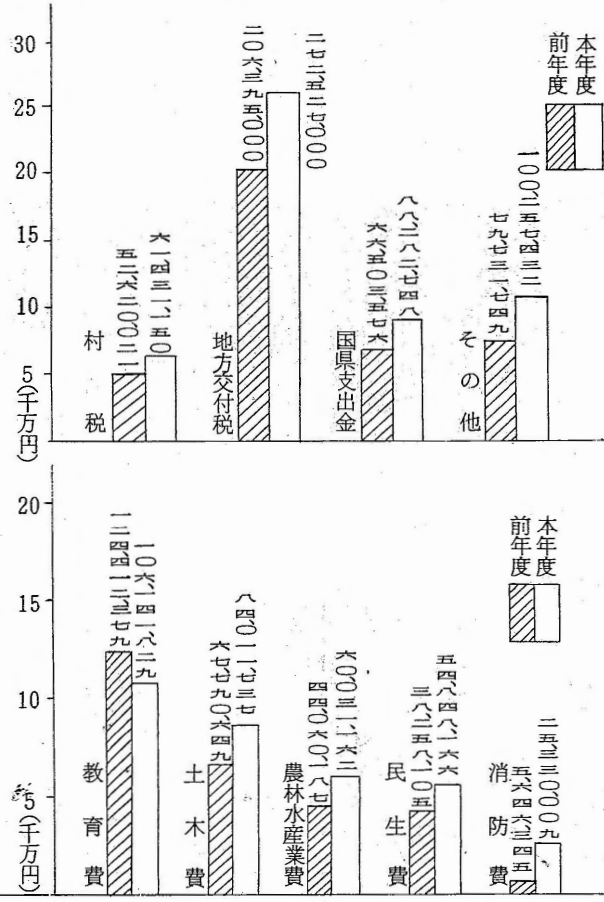 本年度
前年度
30
25
20
15
10
5
(千万円)
村税
五二、六二〇、〇二一
六一、四三一、一五〇
地方交付税
二〇六、三九五、〇〇〇
二七二、五二七、〇〇〇
国県支出金
六六、五〇三、五七六
八八、二八二、七四八
その他
七九、七三一、七四九
一〇〇、二五七、四三二
本年度
前年度
20
15
10
5
(千万円)
教育費
一二四、四一二、三七九
一〇六、一四一、八二九
土木費
六七、七九〇、六四九
八四、〇一一、七三七
農林水産業費
四四、〇六〇、一八七
六〇、〇三一、一六二
民生費
三八、二五八、一〇五
五四、八四八、一六六
消防費
五、六四六、三四五
二五、三三〇、〇〇九